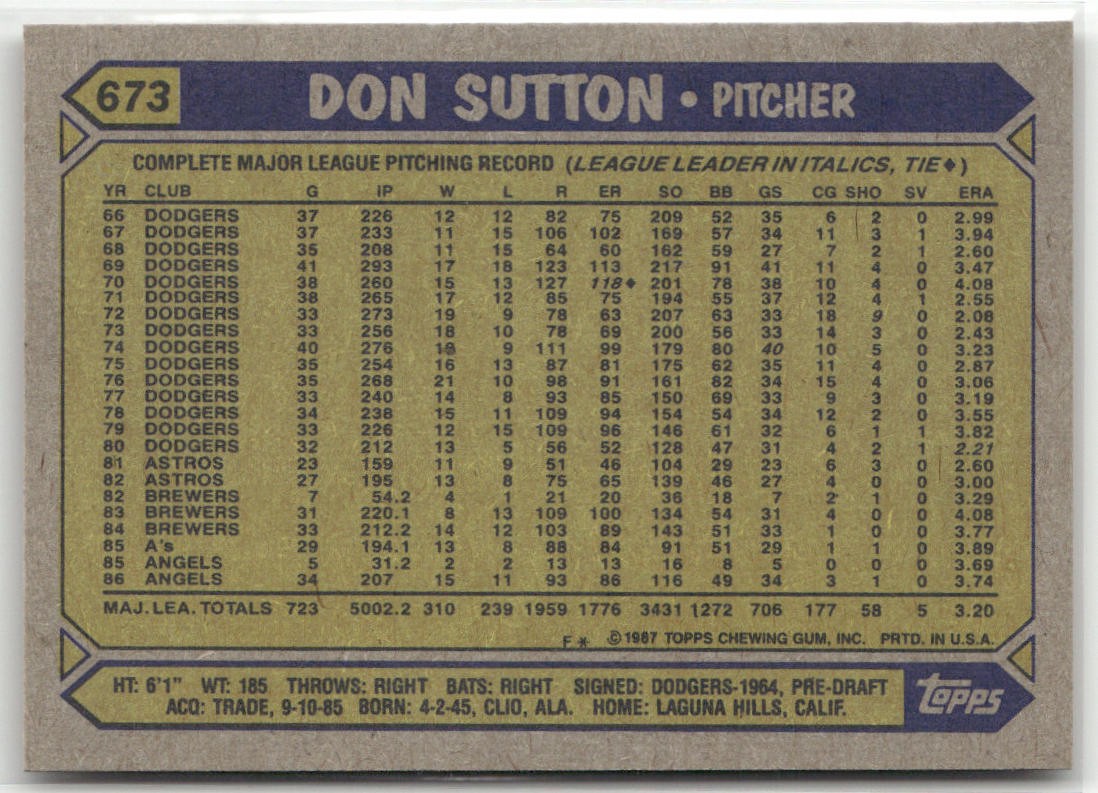 673 DON SUTTON • PITCHER
COMPLETE MAJOR LEAGUE PITCHING RECORD (LEAGUE LEADER IN ITALICS, TIE♦)
YR CLUB G IP W L R ER SO BB GS CG SHO SV ERA
66 DODGERS 37 226 12 12 82 75 209 52 35 6 2 0 2.99
67 DODGERS 37 233 11 15 106 102 169 57 34 11 3 1 3.94
68 DODGERS 35 208 11 15 64 60 162 59 27 7 2 1 2.60
69 DODGERS 41 293 17 18 123 113 217 91 41 11 4 0 3.47
70 DODGERS 38 260 15 13 127 118♦ 201 78 38 10 4 0 4.08
71 DODGERS 38 265 17 12 85 75 194 55 37 12 4 1 2.55
72 DODGERS 33 273 19 9 78 63 207 63 33 18 9 0 2.08
73 DODGERS 33 256 18 10 78 69 200 56 33 14 3 0 2.43
74 DODGERS 40 276 19 9 111 99 179 80 40 10 5 0 3.23
75 DODGERS 35 254 16 13 87 81 175 62 35 11 4 0 2.87
76 DODGERS 35 268 21 10 98 91 161 82 34 15 4 0 3.06
77 DODGERS 33 240 14 8 93 85 150 69 33 9 3 0 3.19
78 DODGERS 34 238 15 11 109 94 154 54 34 12 2 0 3.55
79 DODGERS 33 226 12 15 109 96 146 61 32 6 1 1 3.82
80 DODGERS 32 212 13 5 56 52 128 47 31 4 2 1 2.21
81 ASTROS 23 159 11 9 51 46 104 29 23 6 3 0 2.60
82 ASTROS 27 195 13 8 75 65 139 46 27 4 0 0 3.00
82 BREWERS 7 54.2 4 1 21 20 36 18 7 2 1 0 3.29
83 BREWERS 31 220.1 8 13 109 100 134 54 31 4 0 0 4.08
84 BREWERS 33 212.2 14 12 103 89 143 51 33 1 0 0 3.77
85 A's 29 194.1 13 8 88 84 91 51 29 1 1 0 3.89
85 ANGELS 5 31.2 2 2 13 13 16 8 5 0 0 0 3.69
86 ANGELS 34 207 15 11 93 86 116 49 34 3 1 0 3.74
MAJ. LEA. TOTALS 723 5002.2 310 239 1959 1776 3431 1272 706 177 58 5 3.20
F * ©1987 TOPPS CHEWING GUM, INC. PRTD. IN U.S.A.
HT: 6'1" WT: 185 THROWS: RIGHT BATS: RIGHT SIGNED: DODGERS-1964, PRE-DRAFT
ACQ: TRADE, 9-10-85 BORN: 4-2-45, CLIO, ALA. HOME: LAGUNA HILLS, CALIF.
TOPPS